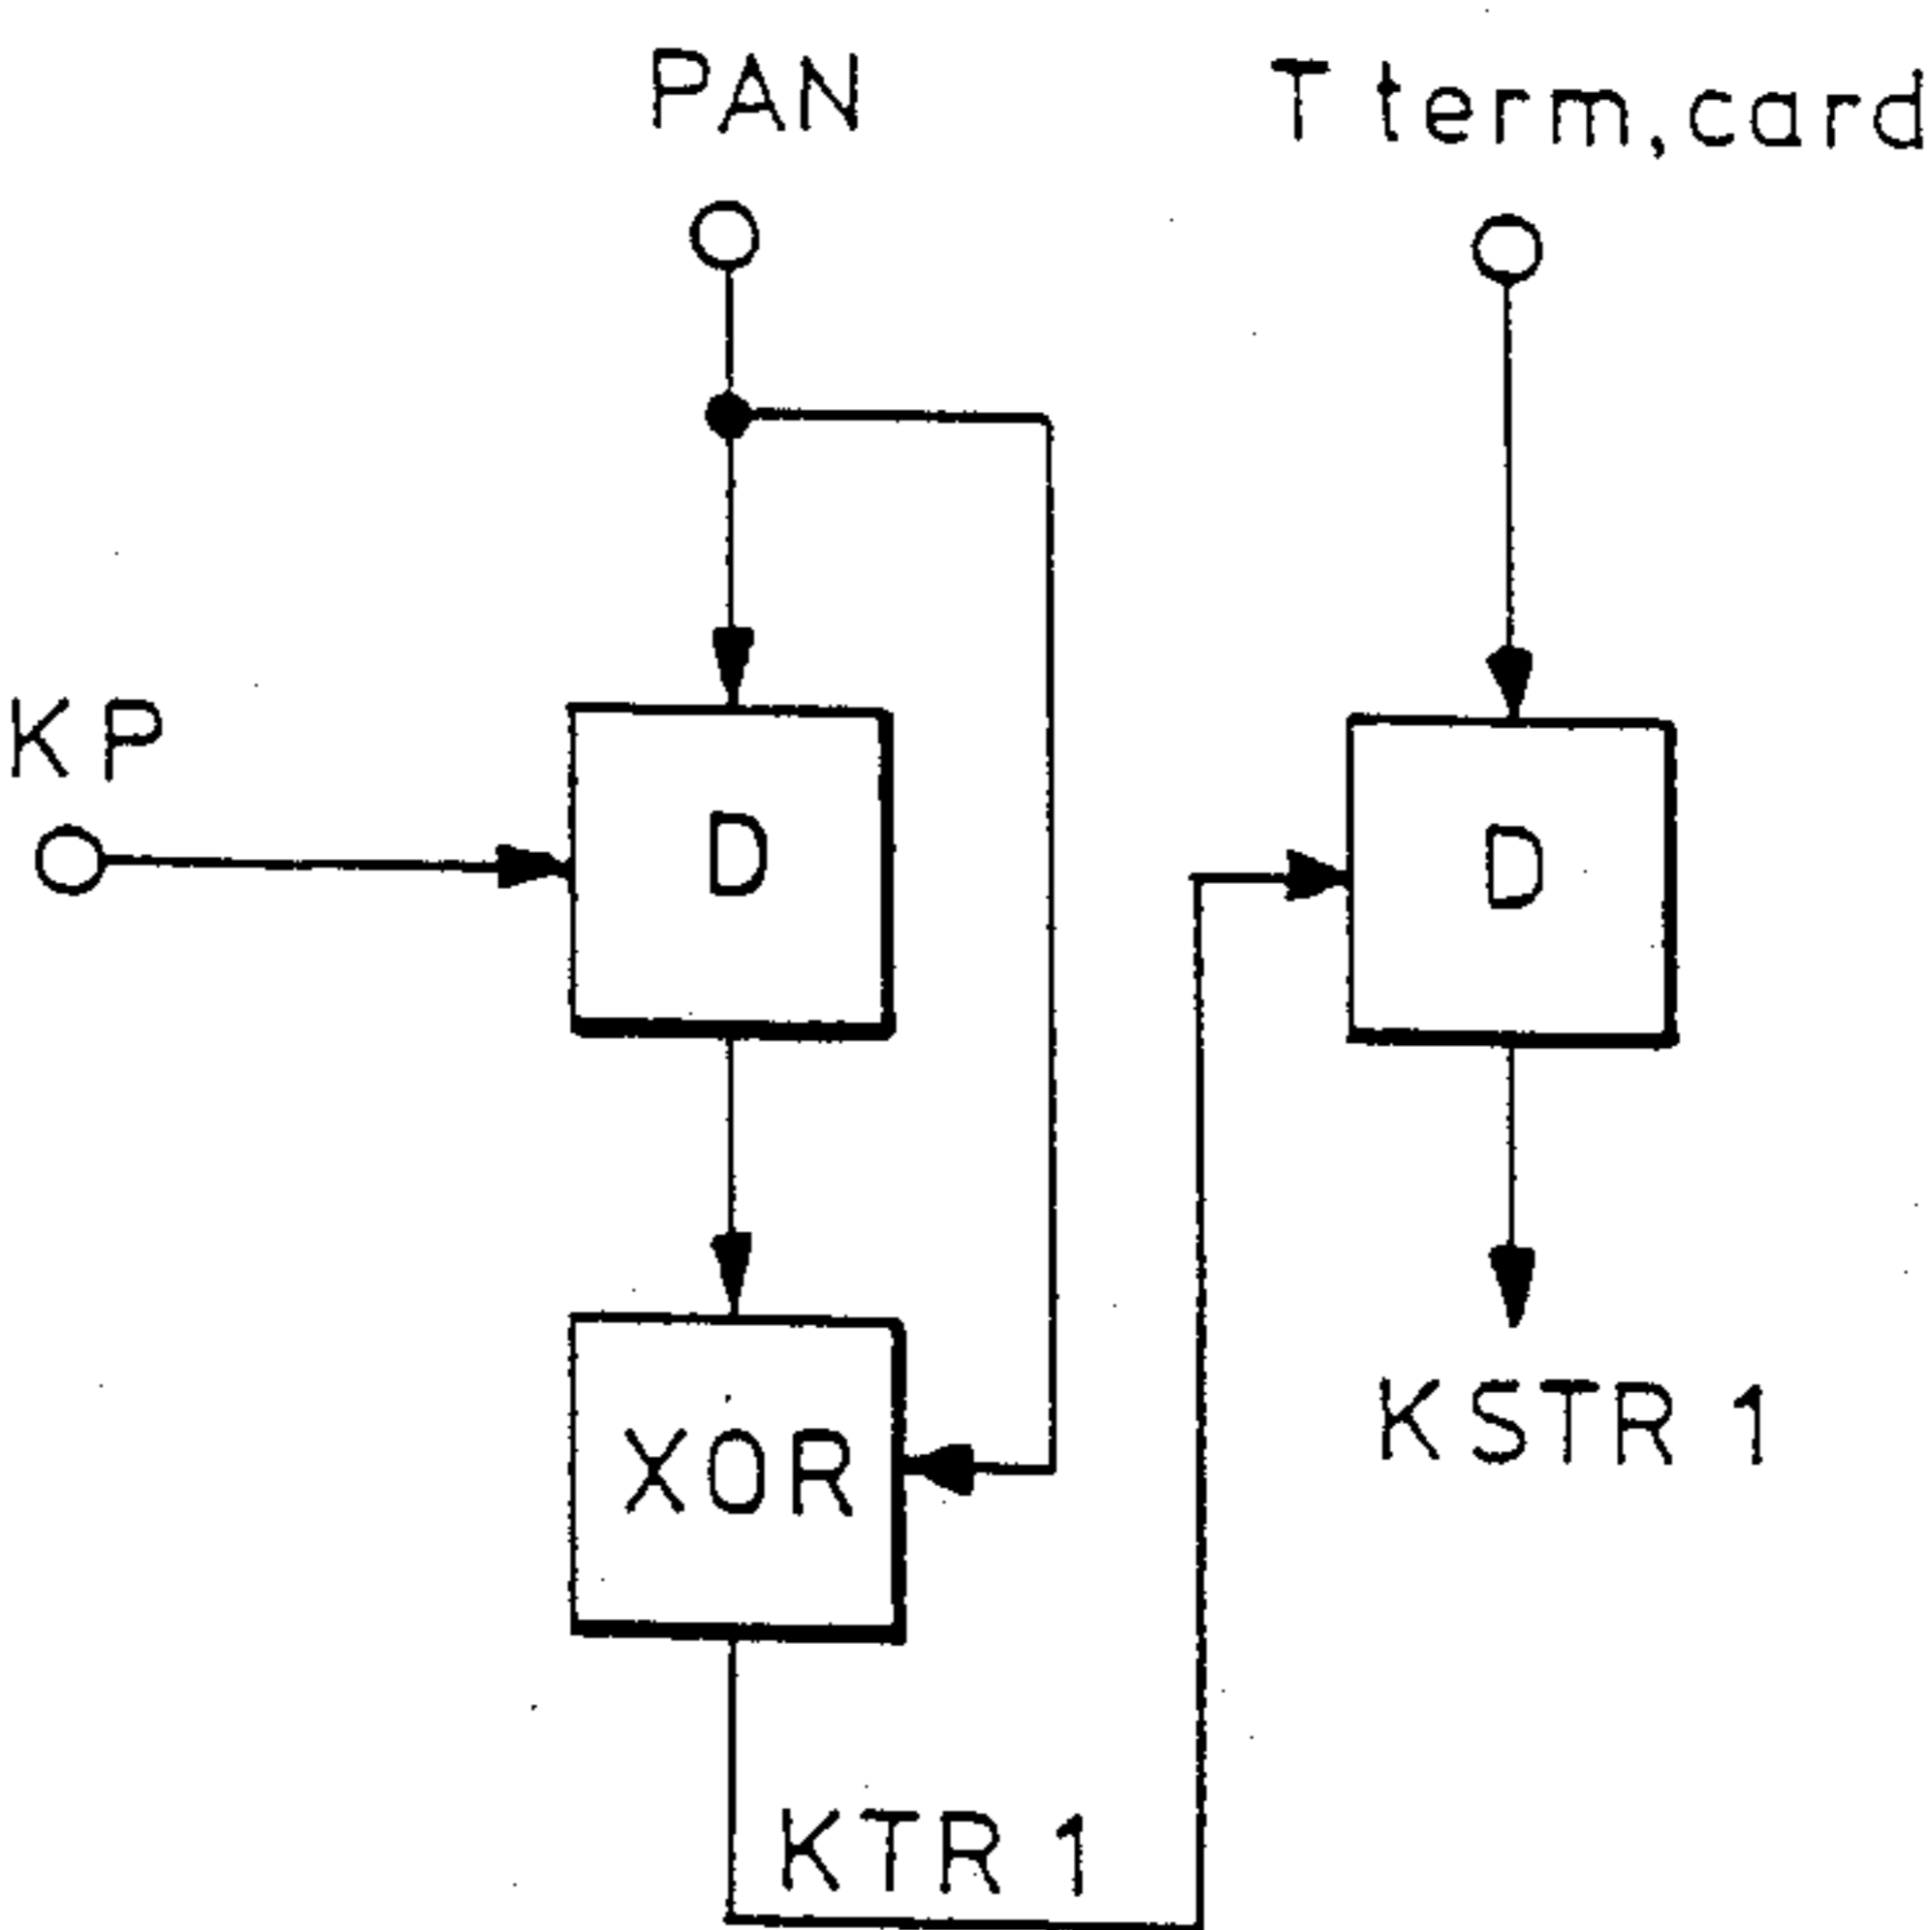 PAN
T term,card
KP
D
D
XOR
KSTR 1
KTR 1